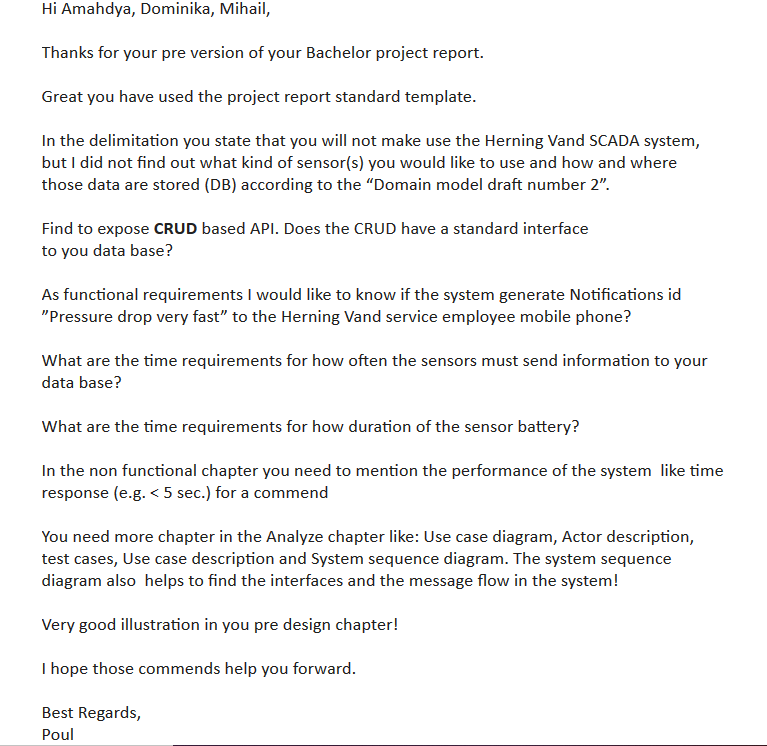 Hi Amahdya, Dominika, Mihail,
Thanks for your pre version of your Bachelor project report.
Great you have used the project report standard template.
In the delimitation you state that you will not make use the Herning Vand SCADA system,
but I did not find out what kind of sensor(s) you would like to use and how and where
those data are stored (DB) according to the “Domain model draft number 2”.
Find to expose CRUD based API. Does the CRUD have a standard interface
to you data base?
As functional requirements I would like to know if the system generate Notifications id
”Pressure drop very fast” to the Herning Vand service employee mobile phone?
What are the time requirements for how often the sensors must send information to your
data base?
What are the time requirements for how duration of the sensor battery?
In the non functional chapter you need to mention the performance of the system  like time
response (e.g. < 5 sec.) for a commend
You need more chapter in the Analyze chapter like: Use case diagram, Actor description,
test cases, Use case description and System sequence diagram. The system sequence
diagram also  helps to find the interfaces and the message flow in the system!
Very good illustration in you pre design chapter!
I hope those commends help you forward.
Best Regards,
Poul